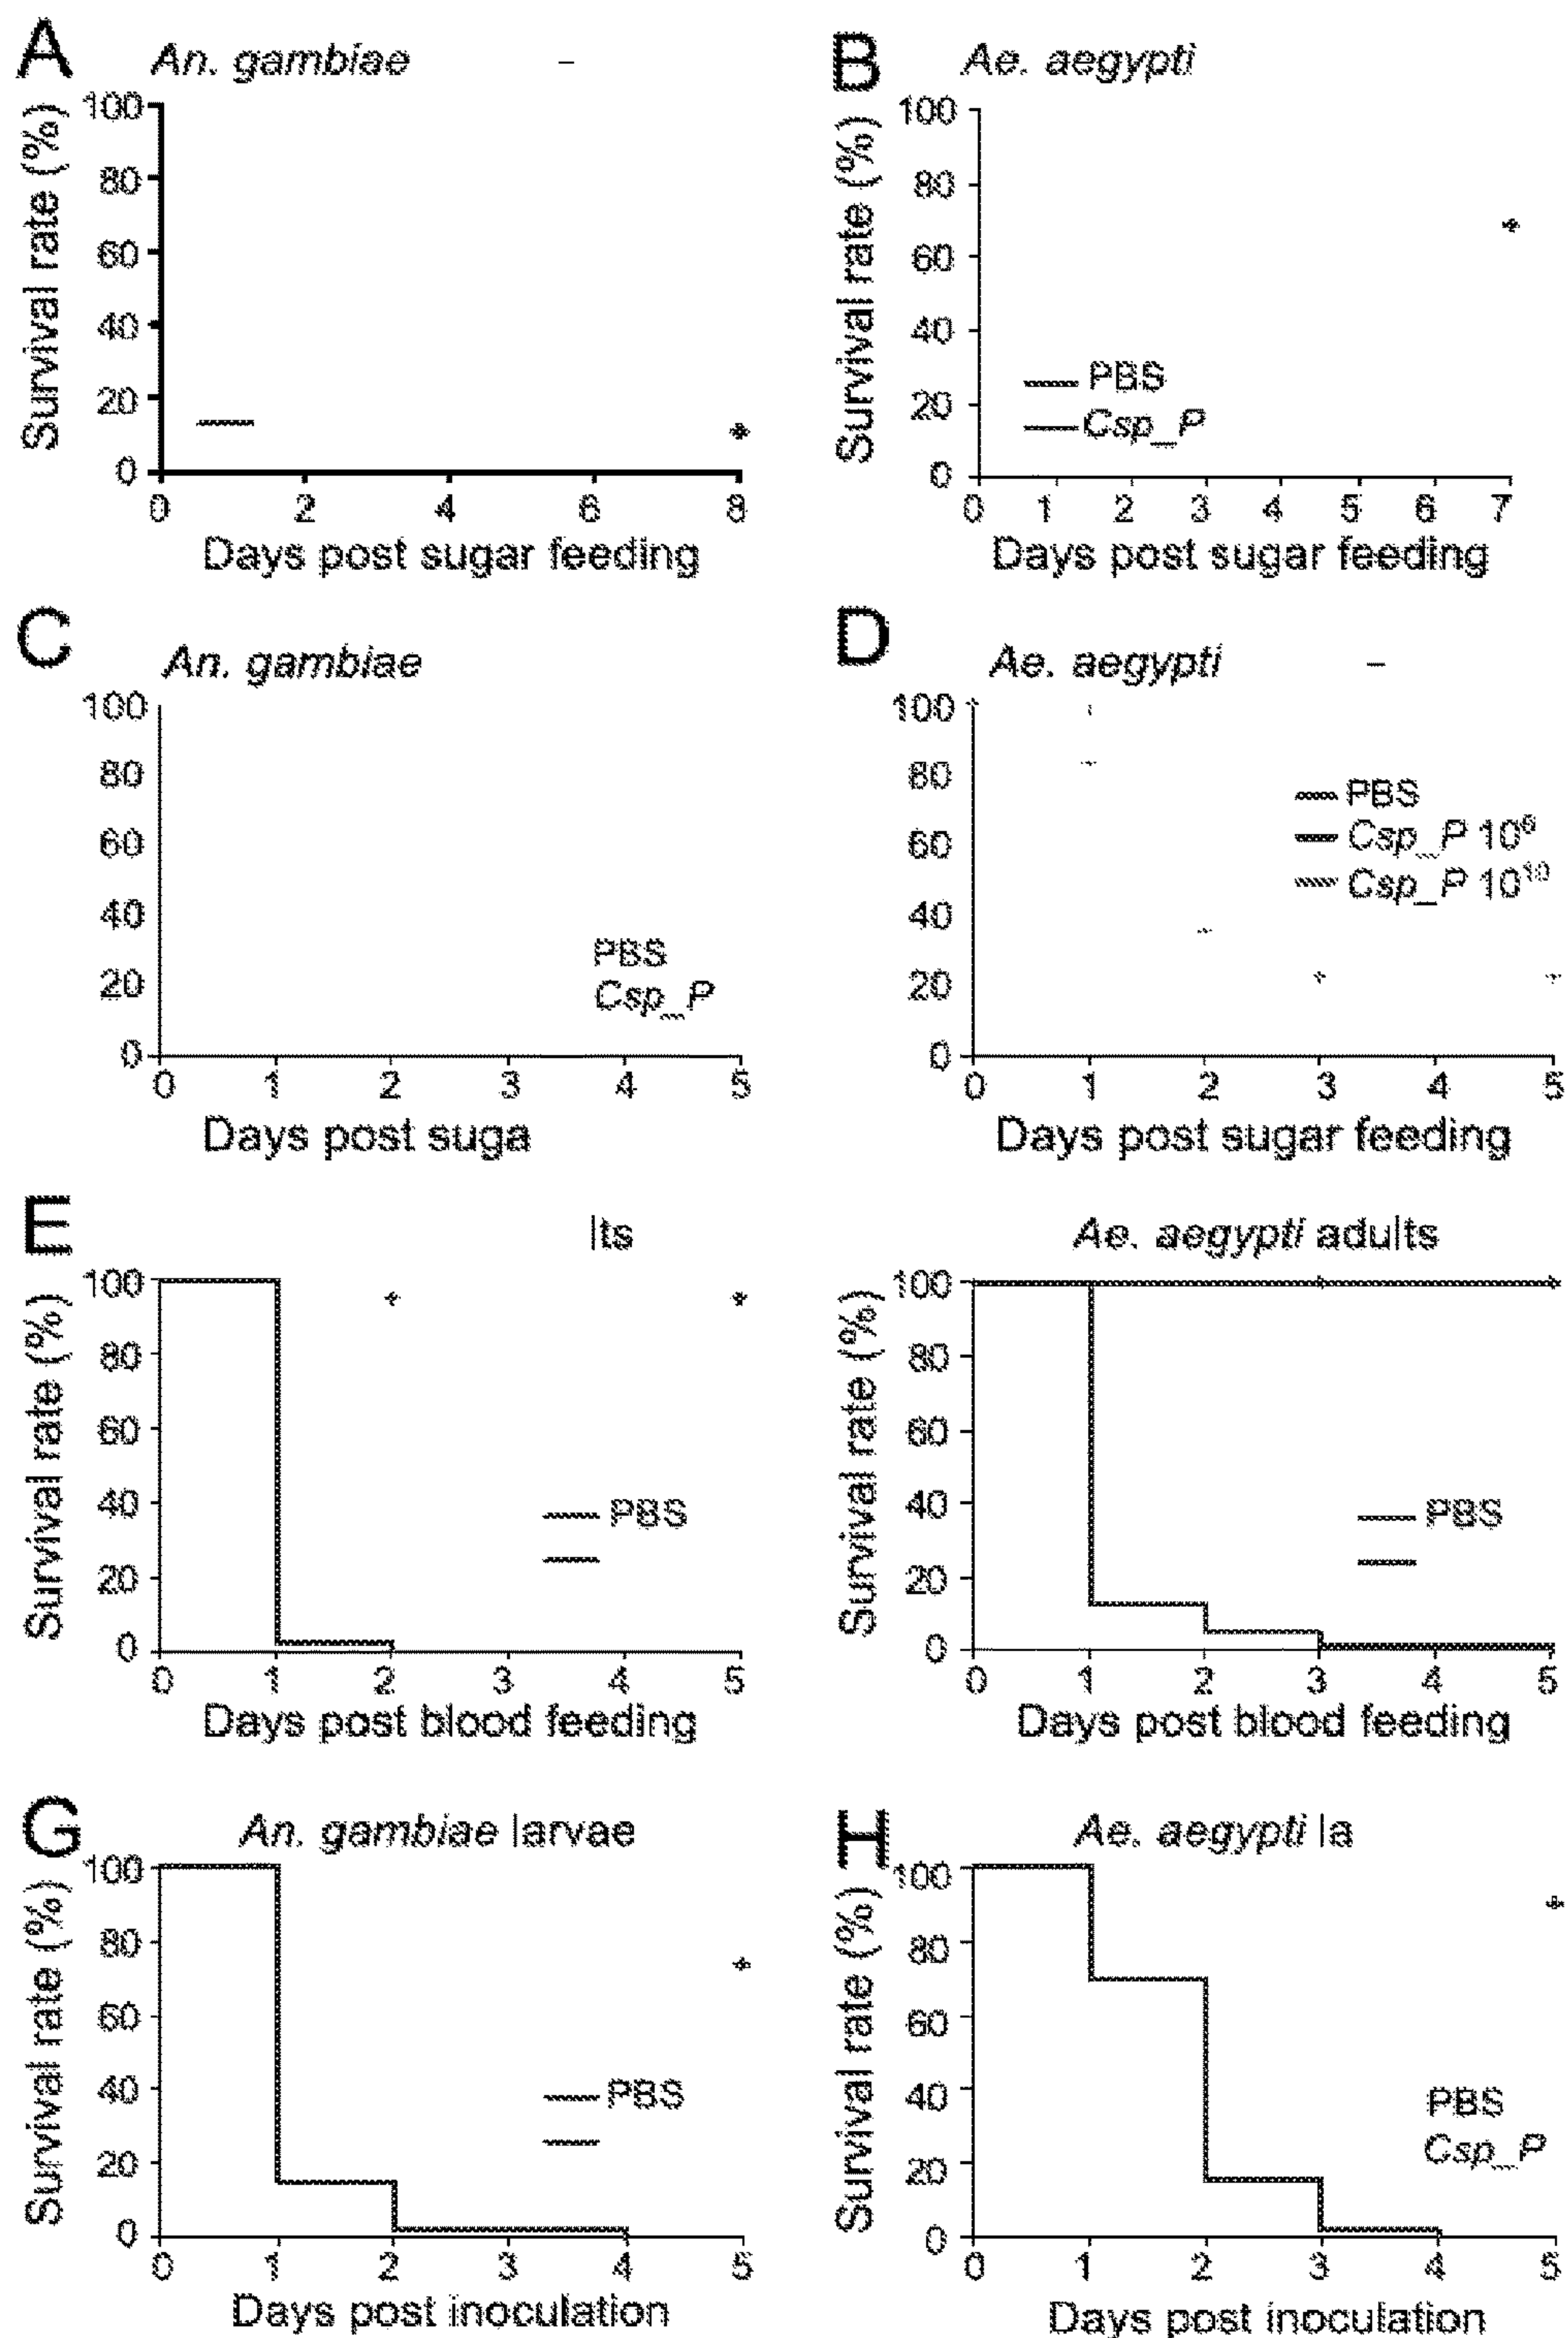 A An. gambiae –
Survival rate (%)
100
80
60
40
20
0
0 2 4 6 8
Days post sugar feeding
B Ae. aegypti
Survival rate (%)
100
80
60
40
20
0
PBS
Csp_P
0 1 2 3 4 5 6 7
Days post sugar feeding
C An. gambiae
100
80
60
40
20
0
PBS
Csp_P
0 1 2 3 4 5
Days post suga
D Ae. aegypti –
100
80
60
40
20
0
PBS
Csp_P 10⁶
Csp_P 10¹⁰
0 1 2 3 4 5
Days post sugar feeding
E lts
Survival rate (%)
100
80
60
40
20
0
PBS
0 1 2 3 4 5
Days post blood feeding
Ae. aegypti adults
Survival rate (%)
100
80
60
40
20
0
PBS
0 1 2 3 4 5
Days post blood feeding
G An. gambiae larvae
Survival rate (%)
100
80
60
40
20
0
PBS
0 1 2 3 4 5
Days post inoculation
H Ae. aegypti la
Survival rate (%)
100
80
60
40
20
0
PBS
Csp_P
0 1 2 3 4 5
Days post inoculation